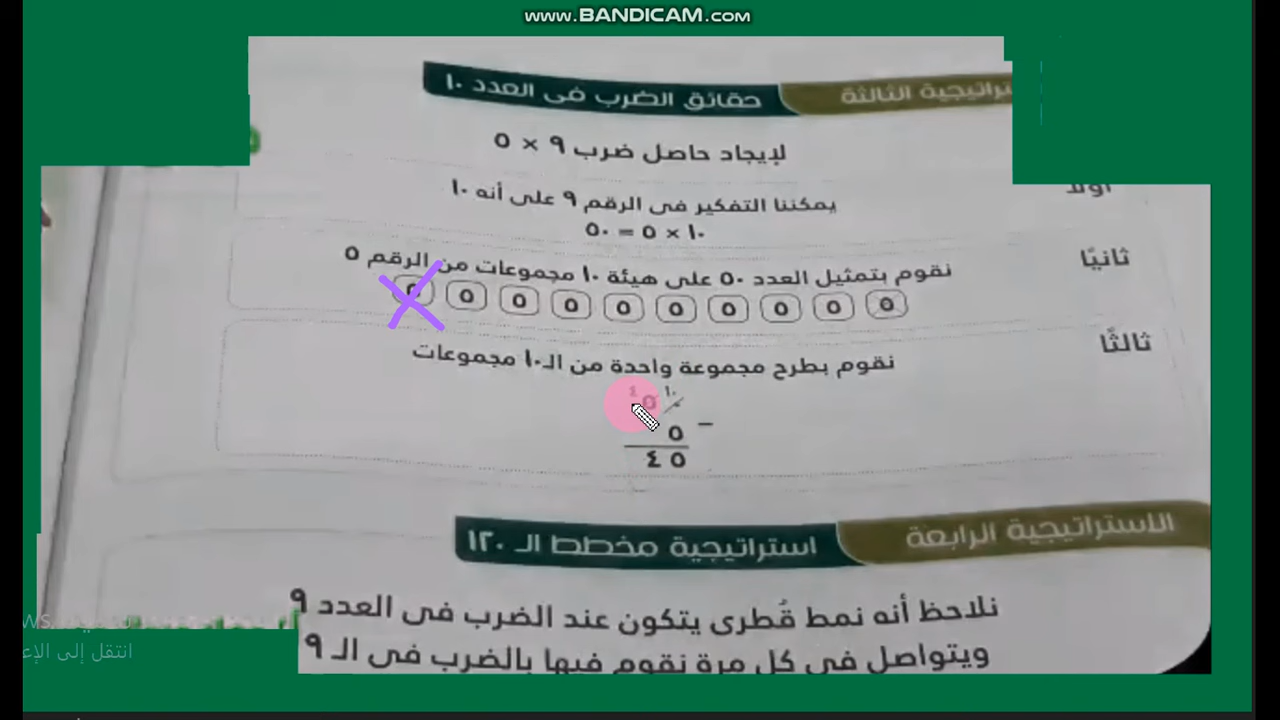 www.BANDICAM.com
الثالثة حقائق الضرب فى العدد ١٠
لإيجاد حاصل ضرب ٩ × ٥
أولًا
يمكننا التفكير فى الرقم ٩ على أنه ١٠
١٠ × ٥ = ٥٠
ثانيًا
نقوم بتمثيل العدد ٥٠ على هيئة ١٠ مجموعات من الرقم ٥
٥ ٥ ٥ ٥ ٥ ٥ ٥ ٥ ٥
ثالثًا
نقوم بطرح مجموعة واحدة من الـ ١٠ مجموعات
٤ ١٠
٥
− ٥
٤٥
الاستراتيجية الرابعة استراتيجية مخطط الـ ١٢٠
نلاحظ أنه نمط قُطرى يتكون عند الضرب فى العدد ٩
ويتواصل فى كل مرة نقوم فيها بالضرب فى الـ ٩
انتقل إلى